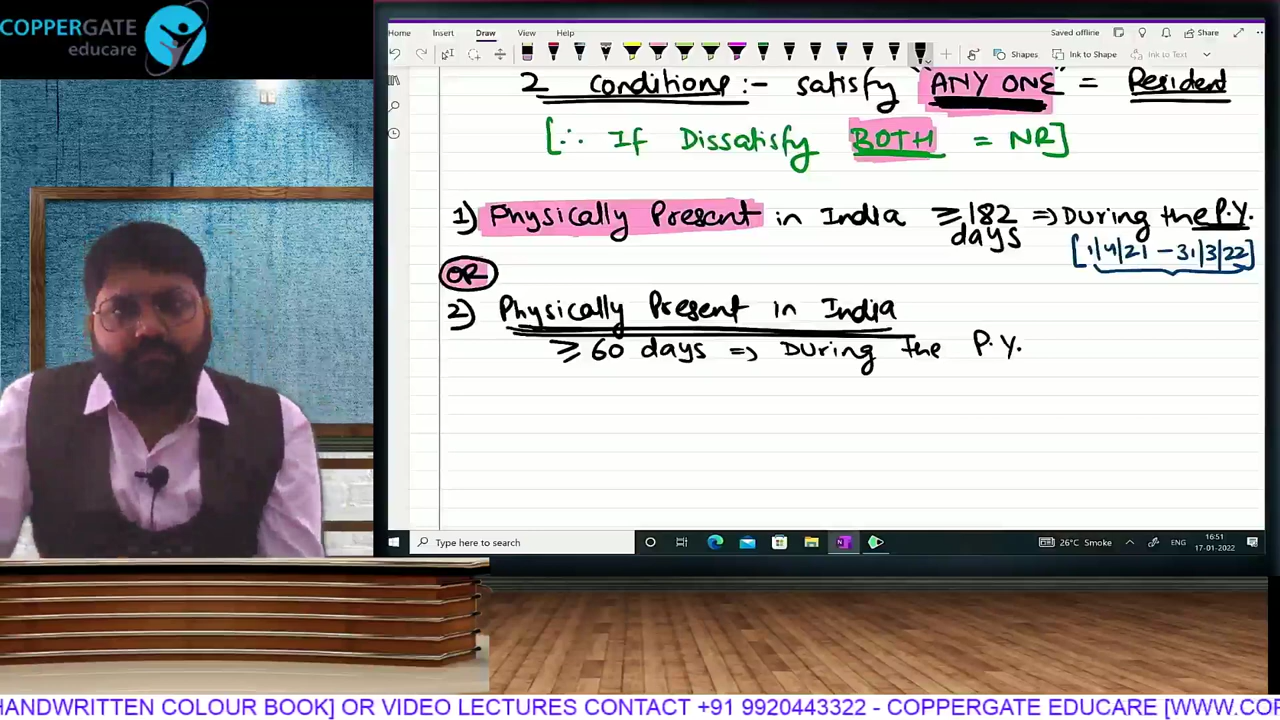 COPPERGATE
educare
Home Insert Draw View Help
Saved offline
Share
Shapes
Ink to Shape
Ink to Text
2 Conditions :- satisfy "ANY ONE" = Resident
[∴ If Dissatisfy BOTH = NR]
1) Physically Present in India ≥182 days ⇒ During the P.Y.
[1/4/21 - 31/3/22]
OR
2) Physically Present in India
≥ 60 days ⇒ During the P.Y.
Type here to search
26°C Smoke
ENG
16:51
17-01-2022
HANDWRITTEN COLOUR BOOK] OR VIDEO LECTURES CONTACT +91 9920443322 - COPPERGATE EDUCARE [WWW.COP